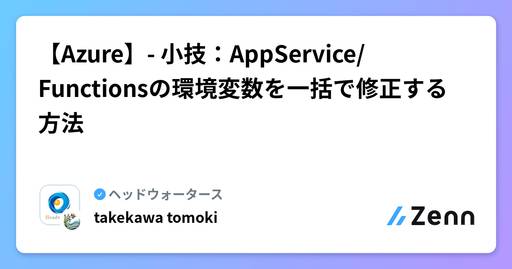 【Azure】- 小技：AppService/
Functionsの環境変数を一括で修正する
方法
ヘッドウォータース
takekawa tomoki
Zenn